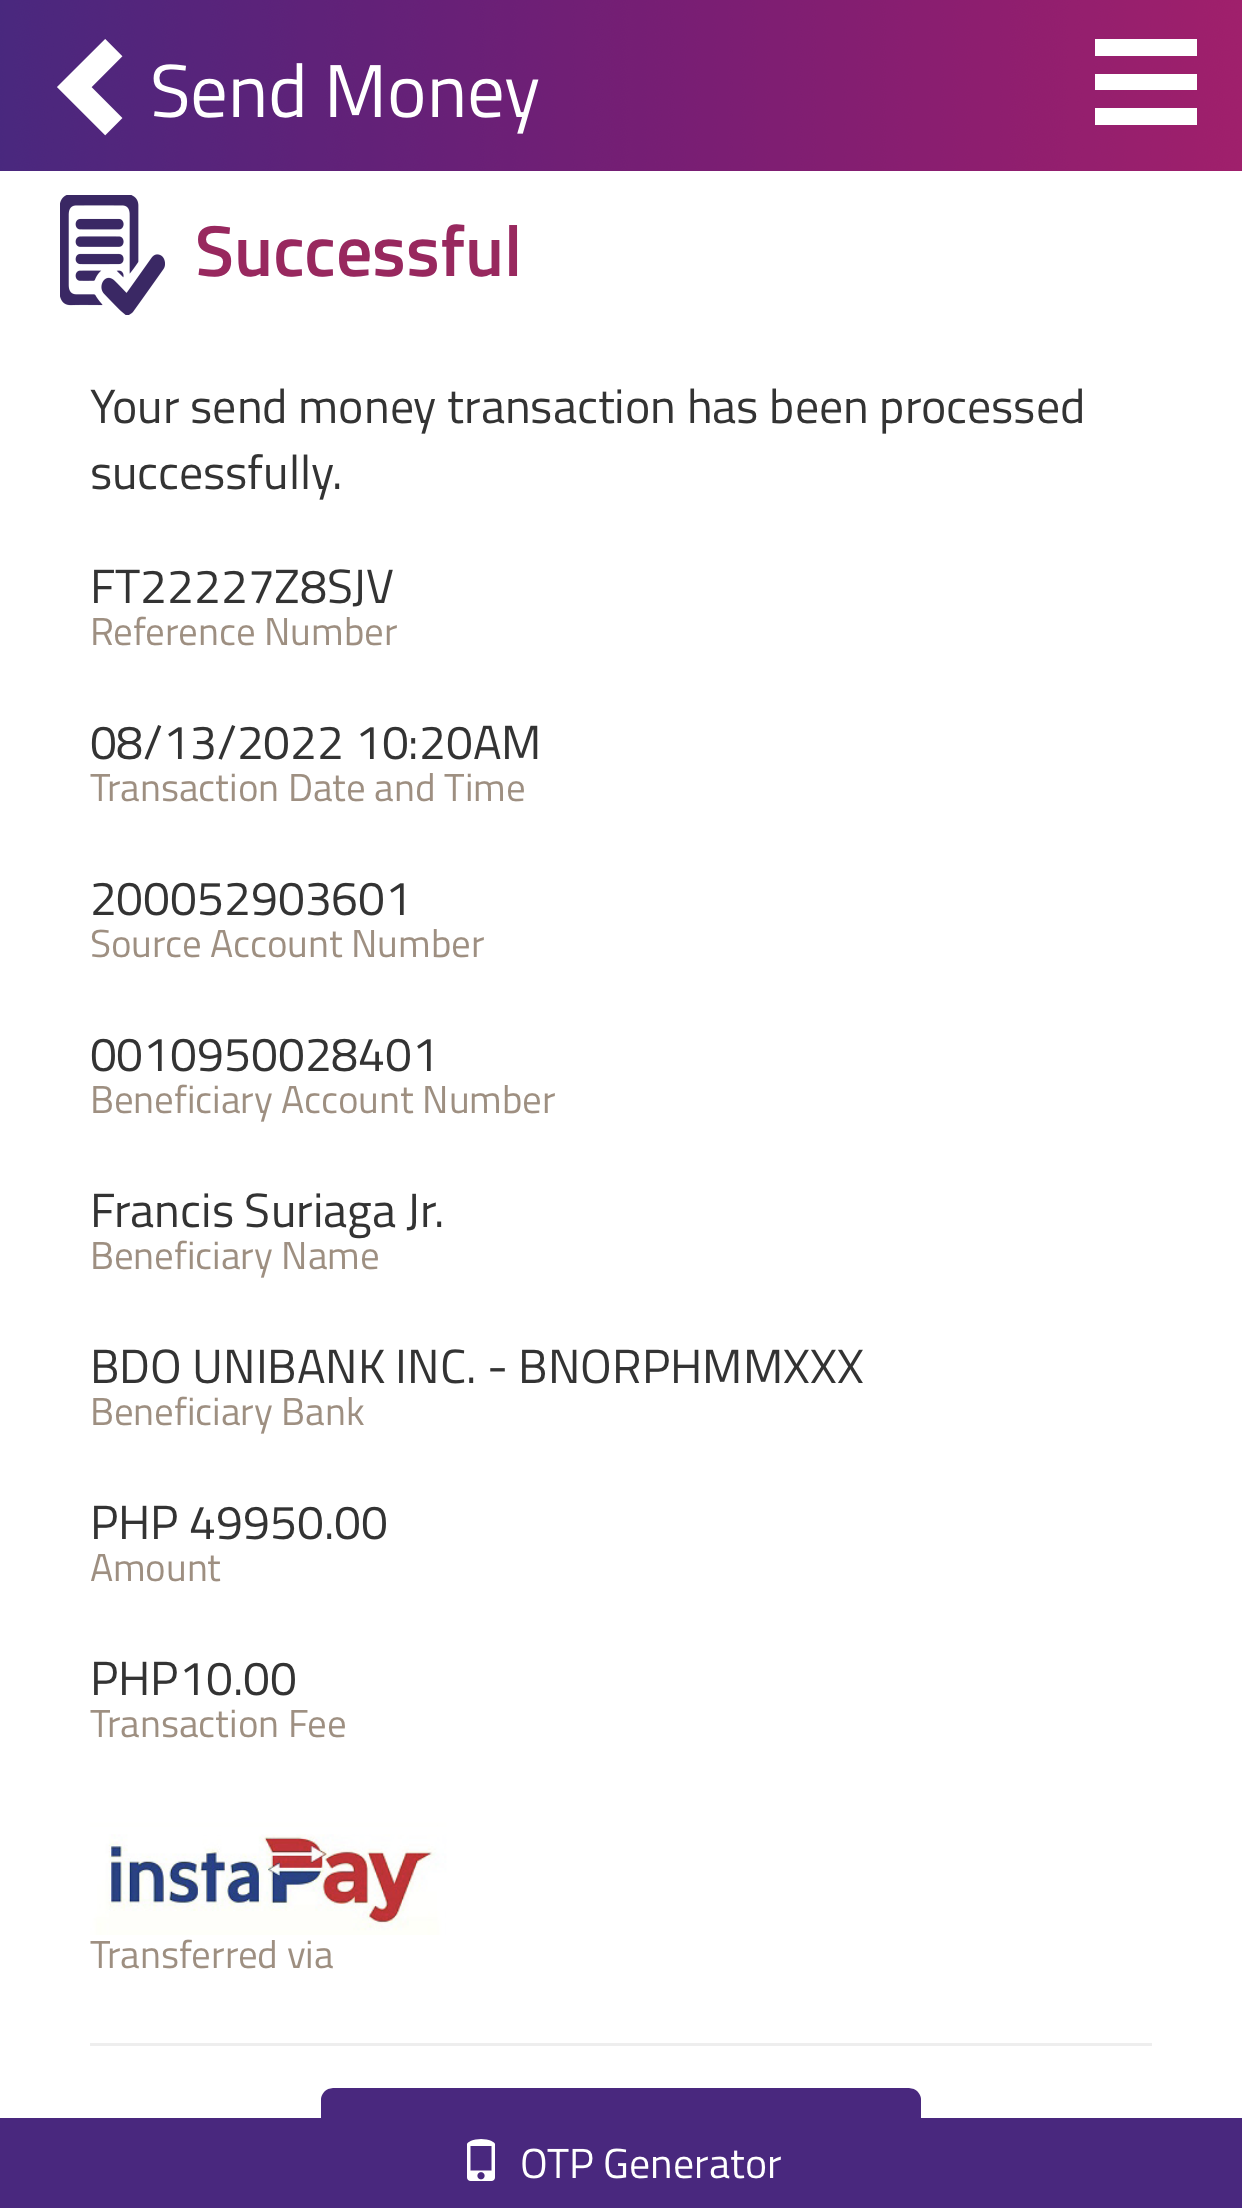 Send Money
Successful
Your send money transaction has been processed
successfully.
FT22227Z8SJV
Reference Number
08/13/2022 10:20AM
Transaction Date and Time
200052903601
Source Account Number
0010950028401
Beneficiary Account Number
Francis Suriaga Jr.
Beneficiary Name
BDO UNIBANK INC. - BNORPHMMXXX
Beneficiary Bank
PHP 49950.00
Amount
PHP10.00
Transaction Fee
instaPay
Transferred via
OTP Generator